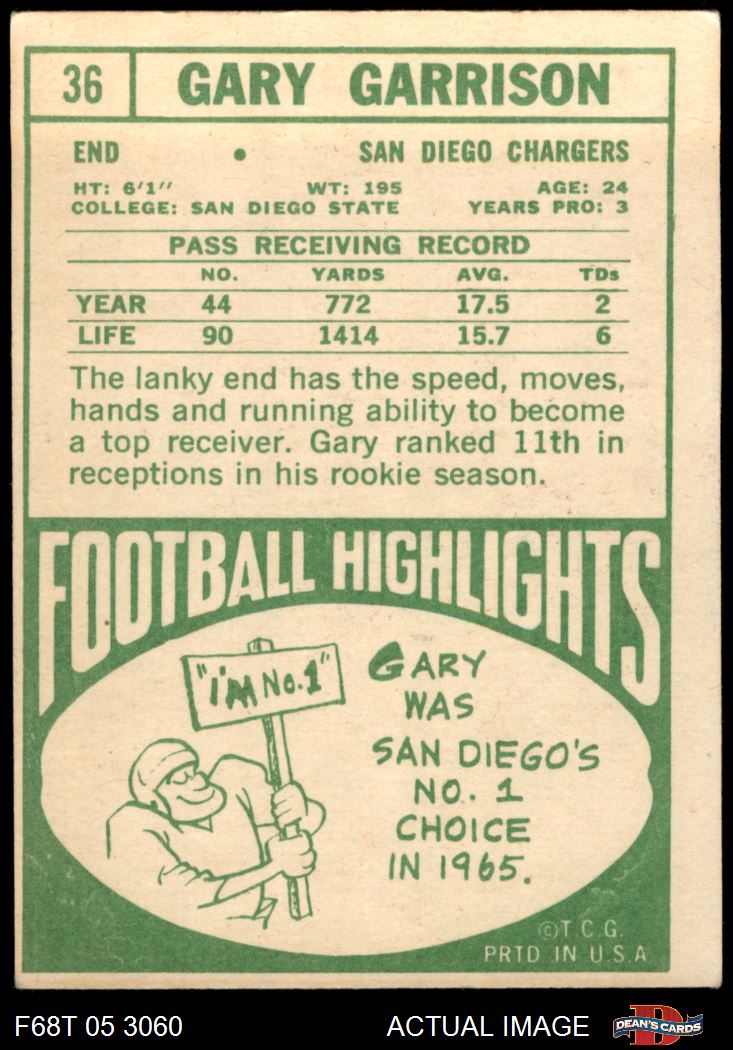 36 GARY GARRISON
END • SAN DIEGO CHARGERS
HT: 6'1" WT: 195 AGE: 24
COLLEGE: SAN DIEGO STATE YEARS PRO: 3
PASS RECEIVING RECORD
NO. YARDS AVG. TDs
YEAR 44 772 17.5 2
LIFE 90 1414 15.7 6
The lanky end has the speed, moves,
hands and running ability to become
a top receiver. Gary ranked 11th in
receptions in his rookie season.
FOOTBALL HIGHLIGHTS
"I'M No. 1"
GARY
WAS
SAN DIEGO'S
NO. 1
CHOICE
IN 1965.
©T.C.G.
PRTD IN U.S.A
F68T 05 3060 ACTUAL IMAGE D DEAN'S CARDS